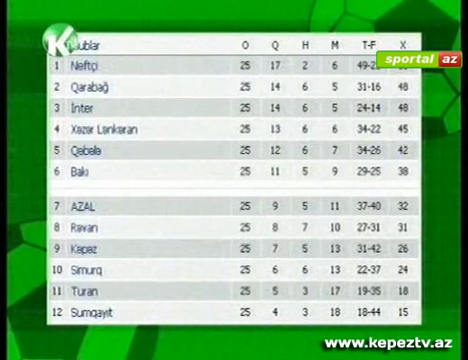 Klublar O Q H M T-F X
sportal az
1 Neftçi 25 17 2 6
2 Qarabağ 25 14 6 5 31-16 48
3 İnter 25 14 6 5 24-14 48
4 Xəzər Lənkəran 25 13 6 6 34-22 45
5 Qəbələ 25 12 6 7 34-26 42
6 Bakı 25 11 5 9 29-25 38
7 AZAL 25 9 5 11 37-40 32
8 Rəvan 25 8 7 10 27-31 31
9 Kəpəz 25 7 5 13 31-42 26
10 Simurq 25 6 6 13 22-37 24
11 Turan 25 5 3 17 19-35 18
12 Sumqayıt 25 4 3 18 18-44 15
www.kepeztv.az